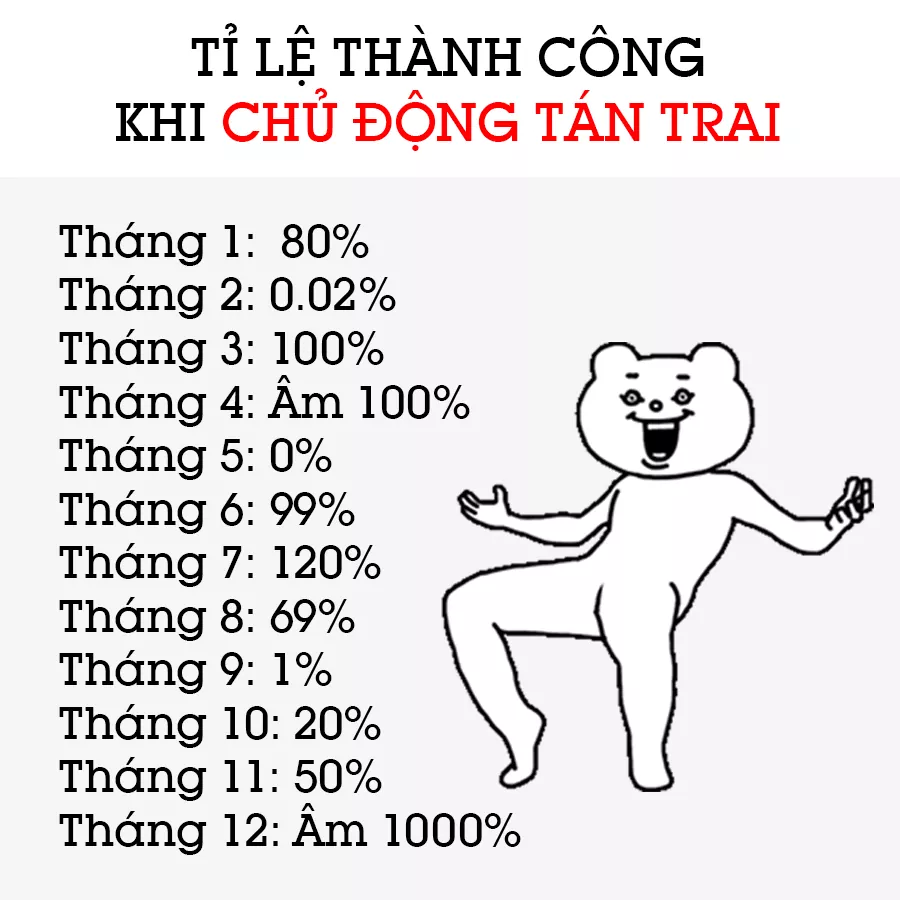 TỈ LỆ THÀNH CÔNG
KHI CHỦ ĐỘNG TÁN TRAI
Tháng 1: 80%
Tháng 2: 0.02%
Tháng 3: 100%
Tháng 4: Âm 100%
Tháng 5: 0%
Tháng 6: 99%
Tháng 7: 120%
Tháng 8: 69%
Tháng 9: 1%
Tháng 10: 20%
Tháng 11: 50%
Tháng 12: Âm 1000%